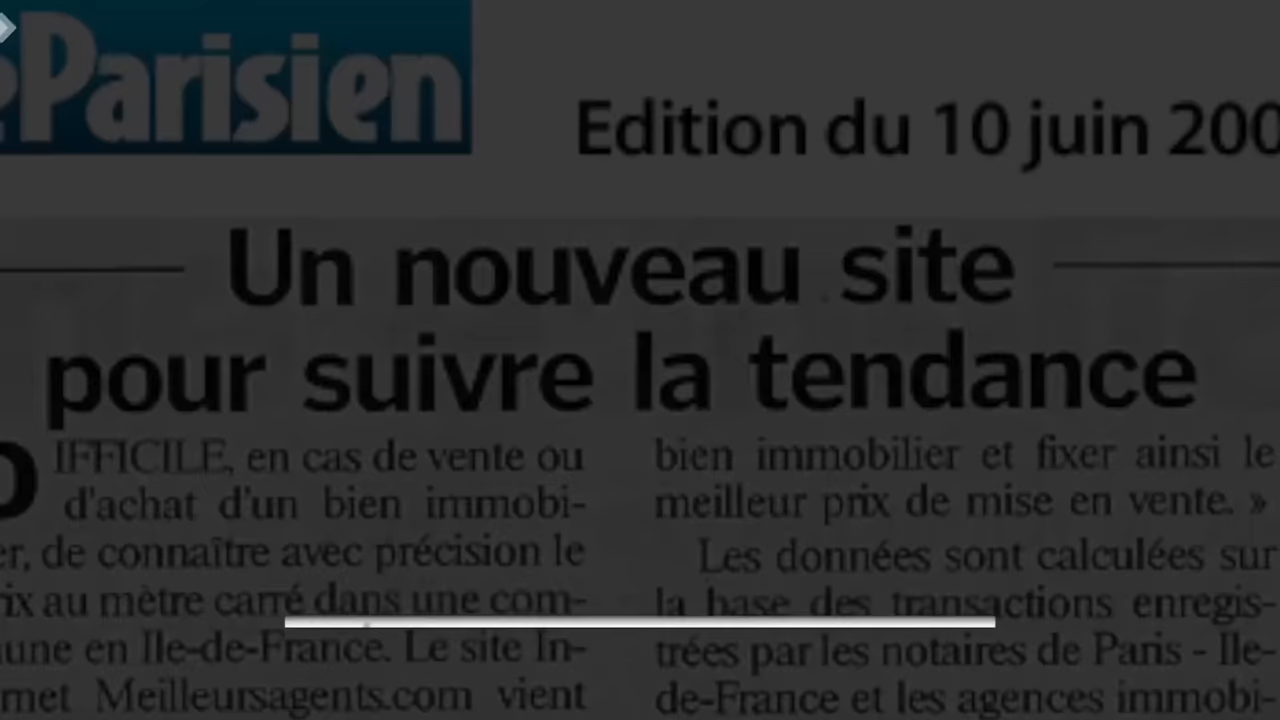 eParisien
Edition du 10 juin 200
Un nouveau site
pour suivre la tendance
IFFICILE, en cas de vente ou
d'achat d'un bien immobi-
er, de connaître avec précision le
ix au mètre carré dans une com-
une en Ile-de-France. Le site In-
met Meilleursagents.com vient
bien immobilier et fixer ainsi le
meilleur prix de mise en vente. »
Les données sont calculées sur
la base des transactions enregis-
trées par les notaires de Paris - Ile-
de-France et les agences immobi-